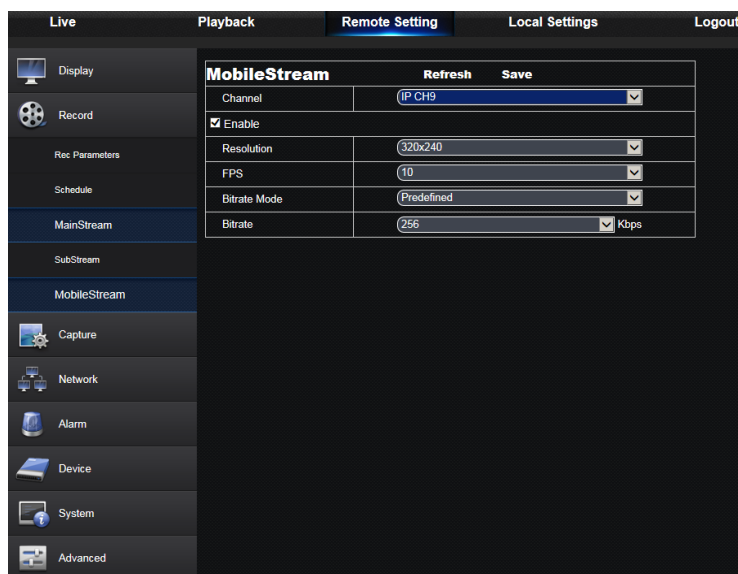 Live Playback Remote Setting Local Settings Logout
Display
Record
Rec Parameters
Schedule
MainStream
SubStream
MobileStream
Capture
Network
Alarm
Device
System
Advanced
MobileStream Refresh Save
Channel IP CH9
Enable
Resolution 320x240
FPS 10
Bitrate Mode Predefined
Bitrate 256 Kbps